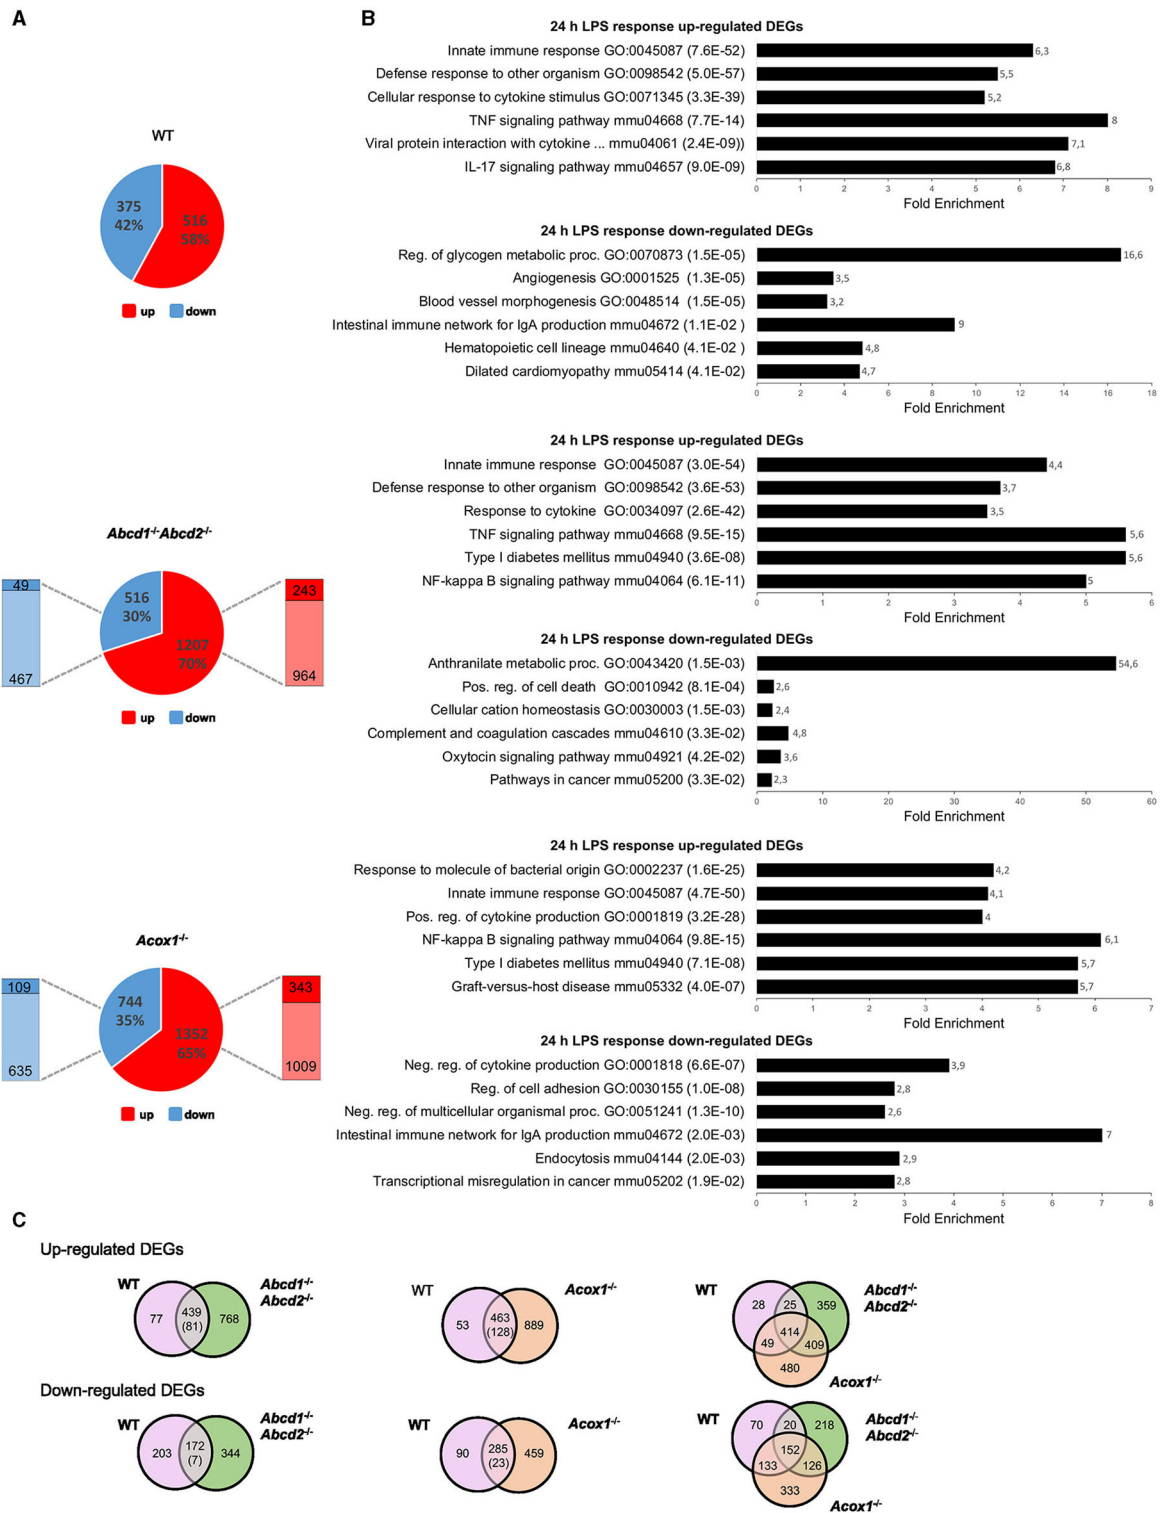 A
WT
375
42%
516
58%
up down
Abcd1-/-Abcd2-/-
49
467
516
30%
1207
70%
243
964
up down
Acox1-/-
109
635
744
35%
1352
65%
343
1009
up down
B
24 h LPS response up-regulated DEGs
Innate immune response GO:0045087 (7.6E-52) 6,3
Defense response to other organism GO:0098542 (5.0E-57) 5,5
Cellular response to cytokine stimulus GO:0071345 (3.3E-39) 5,2
TNF signaling pathway mmu04668 (7.7E-14) 8
Viral protein interaction with cytokine ... mmu04061 (2.4E-09)) 7,1
IL-17 signaling pathway mmu04657 (9.0E-09) 6,8
0 1 2 3 4 5 6 7 8 9
Fold Enrichment
24 h LPS response down-regulated DEGs
Reg. of glycogen metabolic proc. GO:0070873 (1.5E-05) 16,6
Angiogenesis GO:0001525 (1.3E-05) 3,5
Blood vessel morphogenesis GO:0048514 (1.5E-05) 3,2
Intestinal immune network for IgA production mmu04672 (1.1E-02 ) 9
Hematopoietic cell lineage mmu04640 (4.1E-02 ) 4,8
Dilated cardiomyopathy mmu05414 (4.1E-02) 4,7
0 2 4 6 8 10 12 14 16 18
Fold Enrichment
24 h LPS response up-regulated DEGs
Innate immune response GO:0045087 (3.0E-54) 4,4
Defense response to other organism GO:0098542 (3.6E-53) 3,7
Response to cytokine GO:0034097 (2.6E-42) 3,5
TNF signaling pathway mmu04668 (9.5E-15) 5,6
Type I diabetes mellitus mmu04940 (3.6E-08) 5,6
NF-kappa B signaling pathway mmu04064 (6.1E-11) 5
0 1 2 3 4 5 6
Fold Enrichment
24 h LPS response down-regulated DEGs
Anthranilate metabolic proc. GO:0043420 (1.5E-03) 54,6
Pos. reg. of cell death GO:0010942 (8.1E-04) 2,6
Cellular cation homeostasis GO:0030003 (1.5E-03) 2,4
Complement and coagulation cascades mmu04610 (3.3E-02) 4,8
Oxytocin signaling pathway mmu04921 (4.2E-02) 3,6
Pathways in cancer mmu05200 (3.3E-02) 2,3
0 10 20 30 40 50 60
Fold Enrichment
24 h LPS response up-regulated DEGs
Response to molecule of bacterial origin GO:0002237 (1.6E-25) 4,2
Innate immune response GO:0045087 (4.7E-50) 4,1
Pos. reg. of cytokine production GO:0001819 (3.2E-28) 4
NF-kappa B signaling pathway mmu04064 (9.8E-15) 6,1
Type I diabetes mellitus mmu04940 (7.1E-08) 5,7
Graft-versus-host disease mmu05332 (4.0E-07) 5,7
0 1 2 3 4 5 6 7
Fold Enrichment
24 h LPS response down-regulated DEGs
Neg. reg. of cytokine production GO:0001818 (6.6E-07) 3,9
Reg. of cell adhesion GO:0030155 (1.0E-08) 2,8
Neg. reg. of multicellular organismal proc. GO:0051241 (1.3E-10) 2,6
Intestinal immune network for IgA production mmu04672 (2.0E-03) 7
Endocytosis mmu04144 (2.0E-03) 2,9
Transcriptional misregulation in cancer mmu05202 (1.9E-02) 2,8
0 1 2 3 4 5 6 7 8
Fold Enrichment
C
Up-regulated DEGs
WT
Abcd1-/-
Abcd2-/-
77 439 768
(81)
WT
Acox1-/-
53 463 889
(128)
WT
Abcd1-/-
Abcd2-/-
28 25 359
414
49 409
480
Acox1-/-
Down-regulated DEGs
WT
Abcd1-/-
Abcd2-/-
203 172 344
(7)
WT
Acox1-/-
90 285 459
(23)
WT
Abcd1-/-
Abcd2-/-
70 20 218
152
133 126
333
Acox1-/-